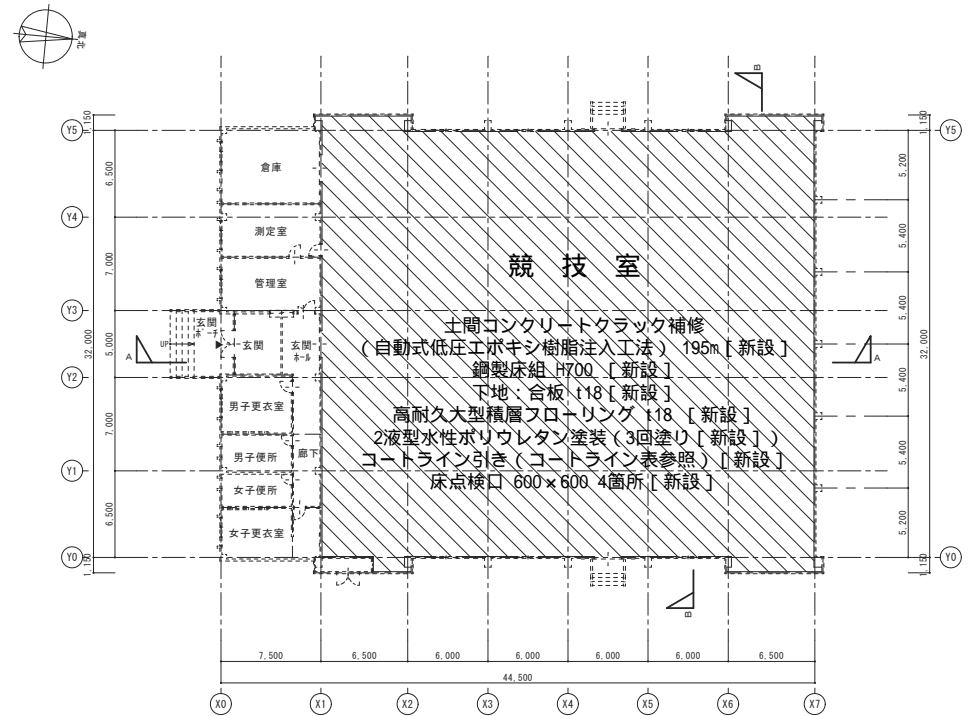 真北
B
Y5
Y5
1,150
1,150
6,500
5,200
倉庫
Y4
測定室
5,400
7,000
管理室
競技室
Y3
玄関
ポーチ
UP
玄関
玄関
ホール
5,400
32,000
5,000
32,000
A
A
土間コンクリートクラック補修
(自動式低圧エポキシ樹脂注入工法) 195m [新設]
鋼製床組 H700 [新設]
下地:合板 t18 [新設]
高耐久大型積層フローリング t18 [新設]
2液型水性ポリウレタン塗装(3回塗り[新設])
コートライン引き(コートライン表参照)[新設]
床点検口 600×600 4箇所[新設]
Y2
5,400
男子更衣室
7,000
男子便所
廊下
5,400
Y1
女子便所
6,500
女子更衣室
5,200
Y0
Y0
1,150
1,150
B
7,500
6,500
6,000
6,000
6,000
6,000
6,500
44,500
X0
X1
X2
X3
X4
X5
X6
X7